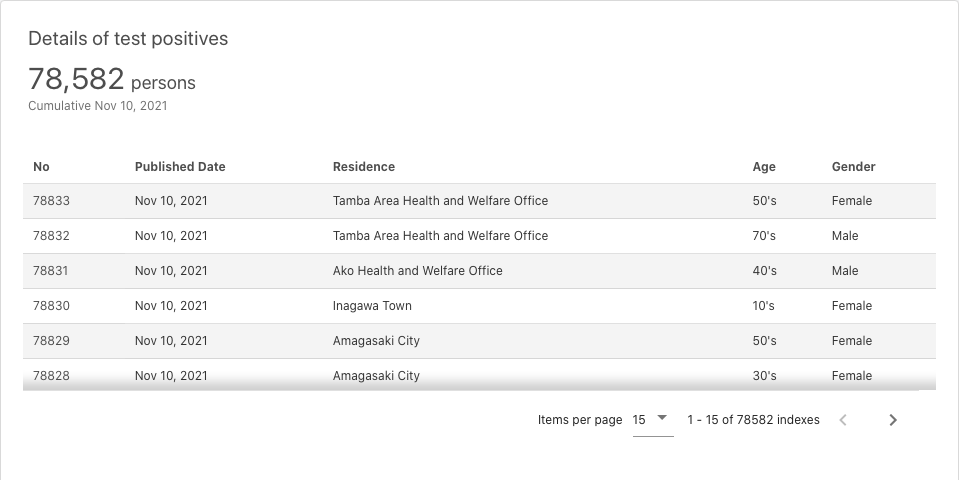 Details of test positives
78,582 persons
Cumulative Nov 10, 2021
No Published Date Residence Age Gender
78833 Nov 10, 2021 Tamba Area Health and Welfare Office 50's Female
78832 Nov 10, 2021 Tamba Area Health and Welfare Office 70's Male
78831 Nov 10, 2021 Ako Health and Welfare Office 40's Male
78830 Nov 10, 2021 Inagawa Town 10's Female
78829 Nov 10, 2021 Amagasaki City 50's Female
78828 Nov 10, 2021 Amagasaki City 30's Female
Items per page 15 1 - 15 of 78582 indexes